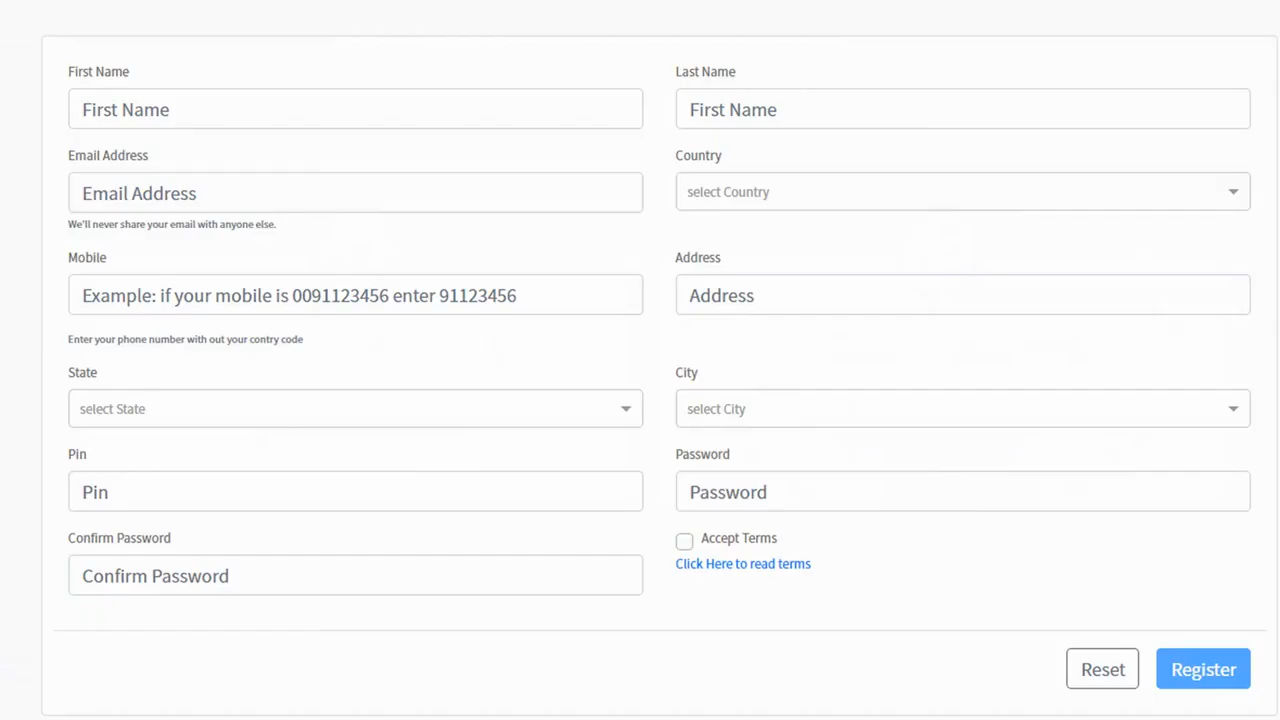 First Name
Last Name
First Name
First Name
Email Address
Country
Email Address
select Country
We'll never share your email with anyone else.
Mobile
Address
Example: if your mobile is 0091123456 enter 91123456
Address
Enter your phone number with out your contry code
State
City
select State
select City
Pin
Password
Pin
Password
Confirm Password
Accept Terms
Confirm Password
Click Here to read terms
Reset
Register